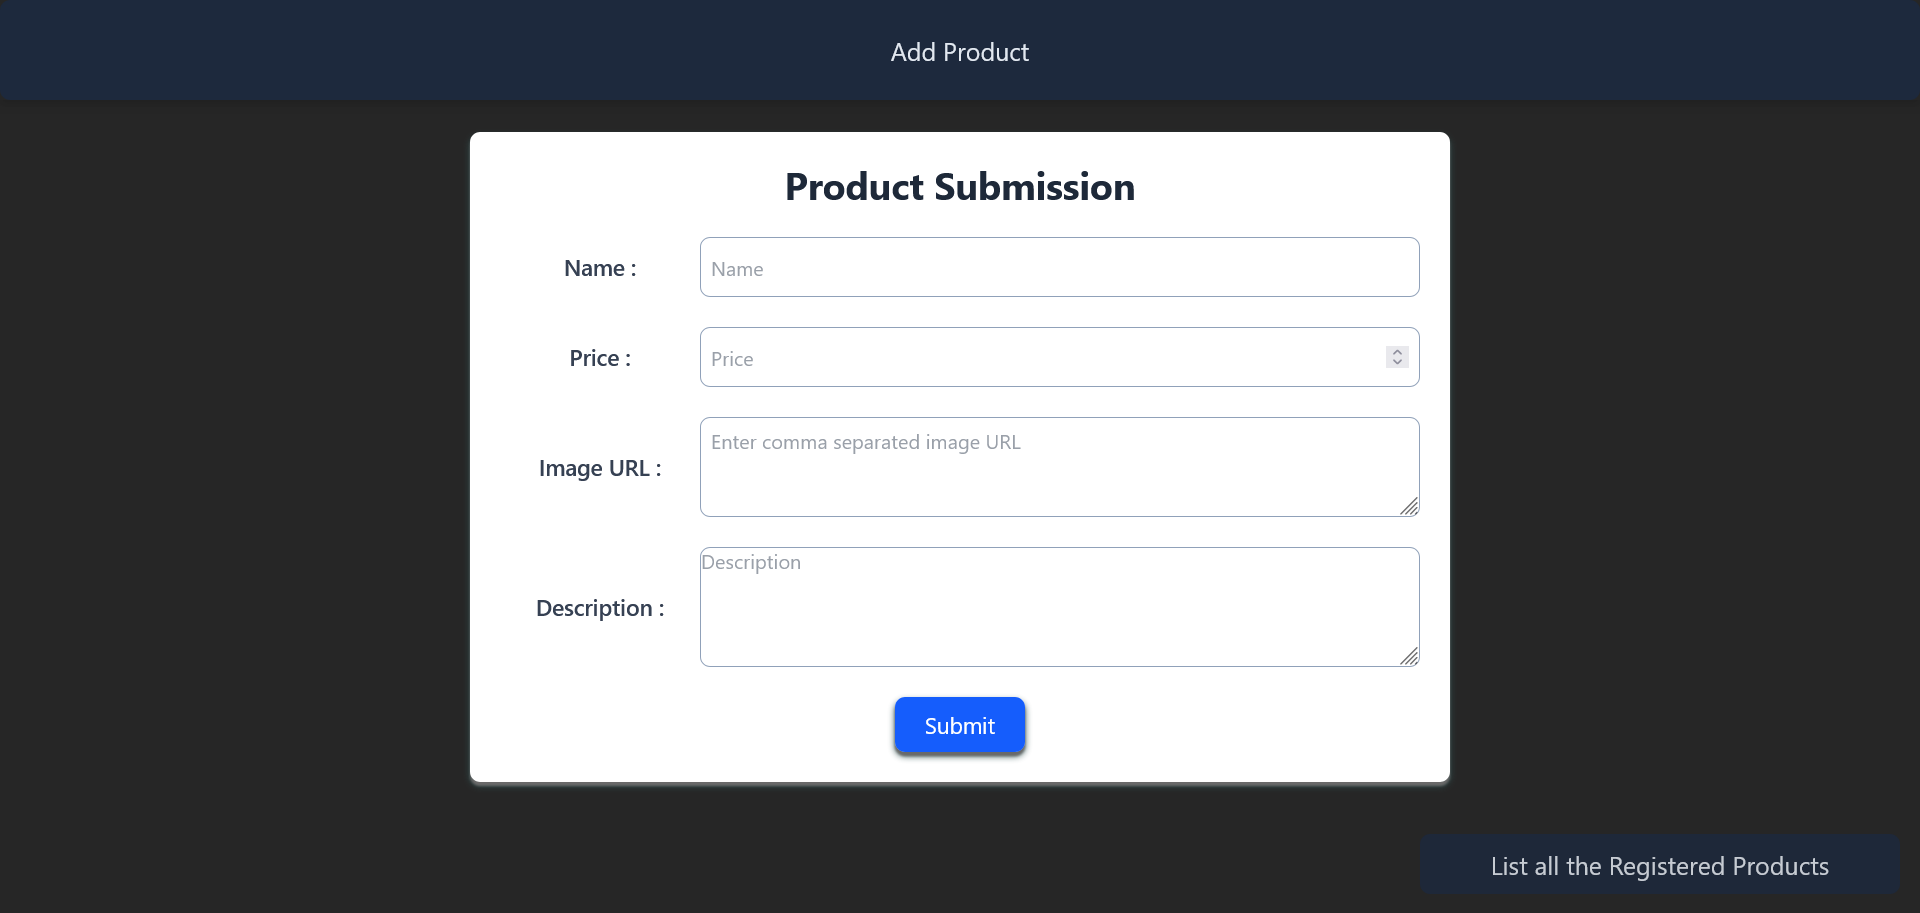 Add Product
Product Submission
Name :
Name
Price :
Price
Image URL :
Enter comma separated image URL
Description :
Description
Submit
List all the Registered Products